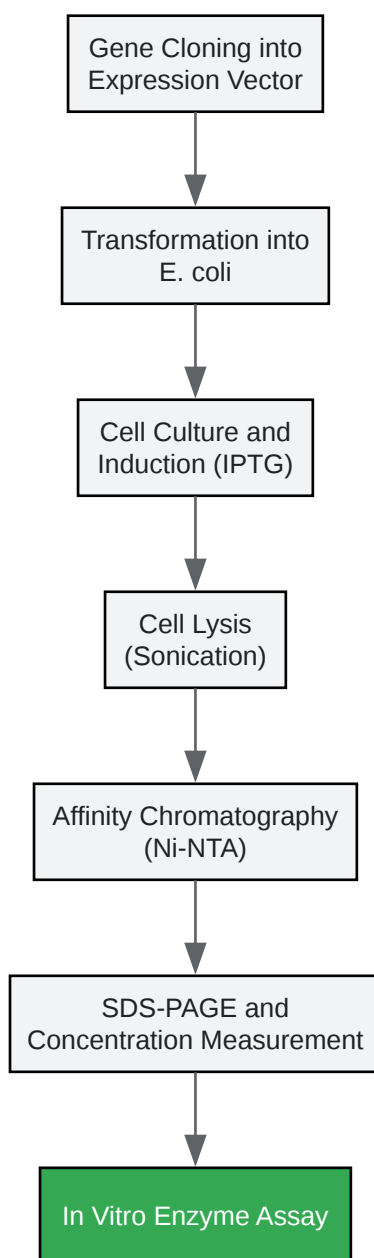 Gene Cloning into
Expression Vector
Transformation into
E. coli
Cell Culture and
Induction (IPTG)
Cell Lysis
(Sonication)
Affinity Chromatography
(Ni-NTA)
SDS-PAGE and
Concentration Measurement
In Vitro Enzyme Assay